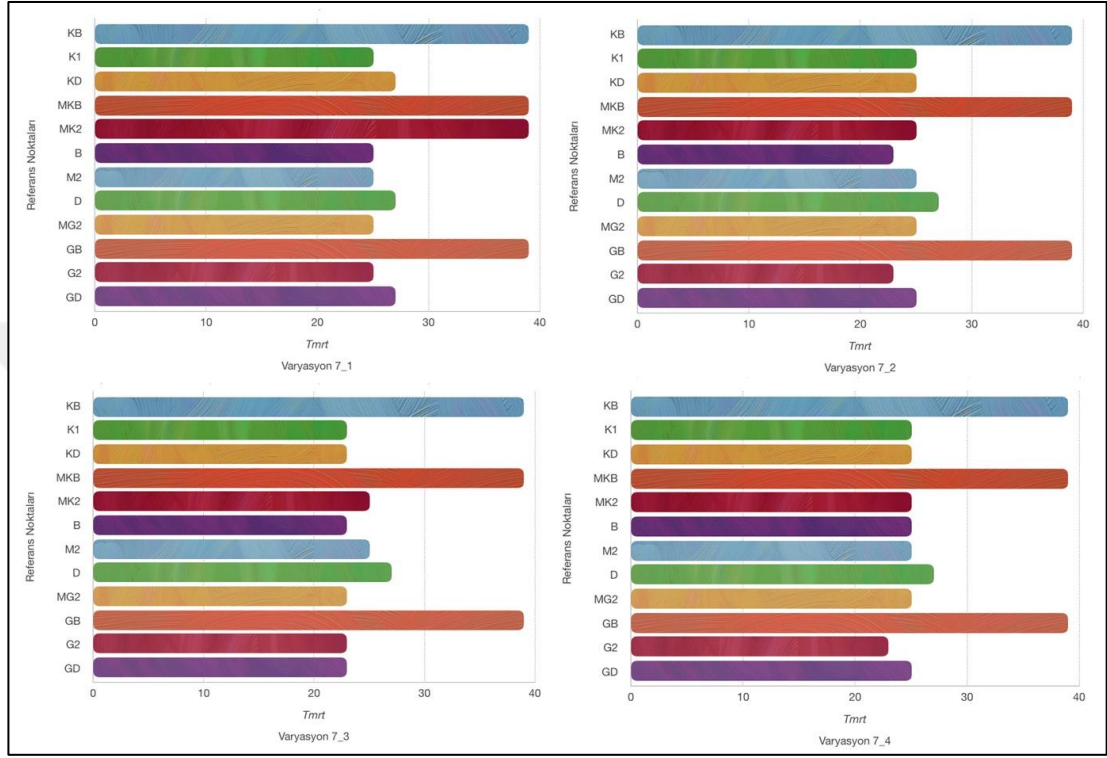 Referans Noktaları
KB
K1
KD
MKB
MK2
B
M2
D
MG2
GB
G2
GD
0 10 20 30 40
Tmrt
Varyasyon 7_1
Referans Noktaları
KB
K1
KD
MKB
MK2
B
M2
D
MG2
GB
G2
GD
0 10 20 30 40
Tmrt
Varyasyon 7_2
Referans Noktaları
KB
K1
KD
MKB
MK2
B
M2
D
MG2
GB
G2
GD
0 10 20 30 40
Tmrt
Varyasyon 7_3
Referans Noktaları
KB
K1
KD
MKB
MK2
B
M2
D
MG2
GB
G2
GD
0 10 20 30 40
Tmrt
Varyasyon 7_4